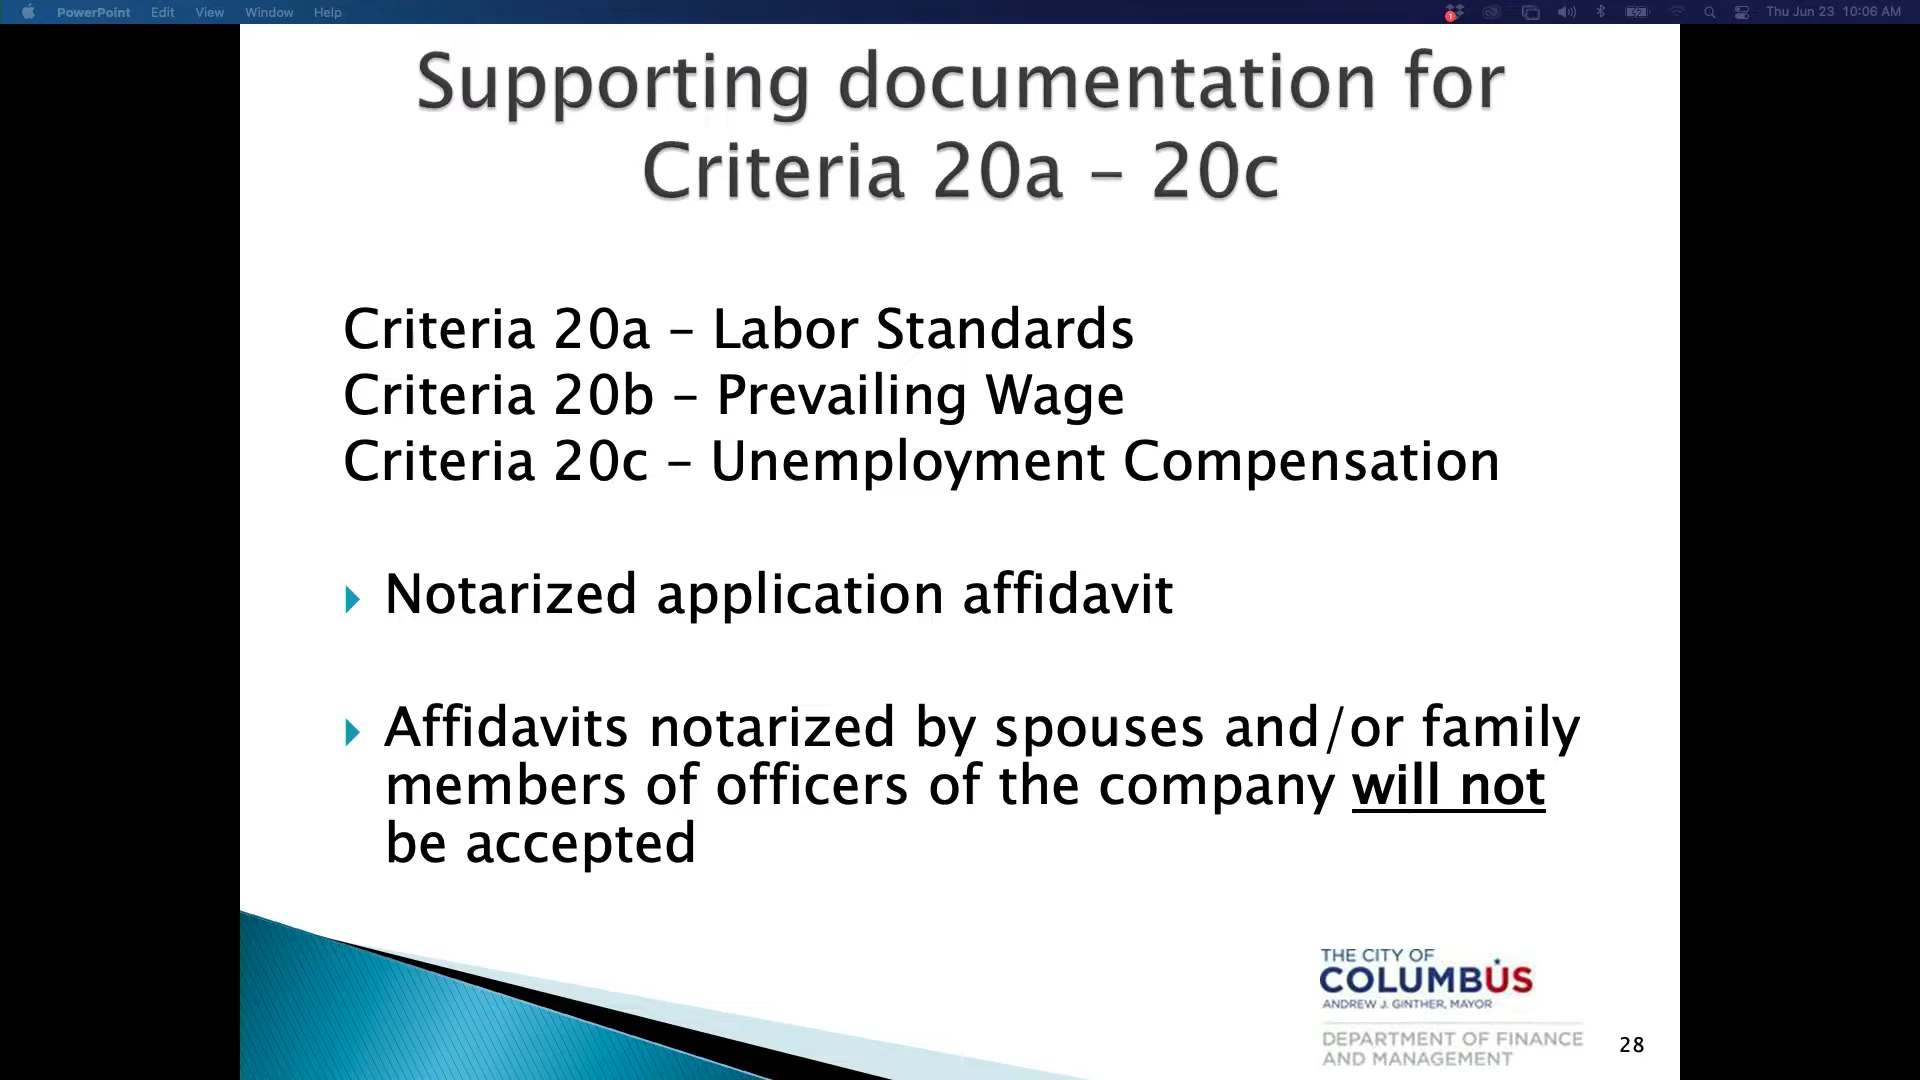 PowerPoint Edit View Window Help
1
Thu Jun 23 10:06 AM
Supporting documentation for
Criteria 20a – 20c
Criteria 20a – Labor Standards
Criteria 20b – Prevailing Wage
Criteria 20c – Unemployment Compensation
Notarized application affidavit
Affidavits notarized by spouses and/or family
members of officers of the company will not
be accepted
THE CITY OF
COLUMBUS
ANDREW J. GINTHER, MAYOR
DEPARTMENT OF FINANCE
AND MANAGEMENT
28